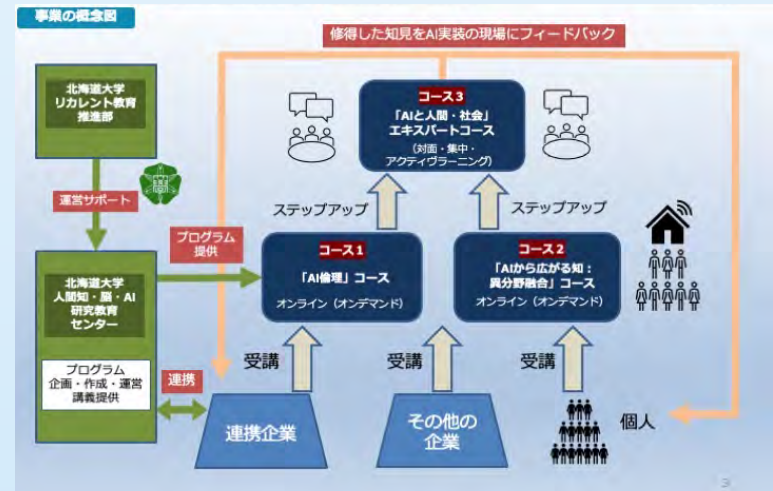 事業の概念図
修得した知見をAI実装の現場にフィードバック
北海道大学
リカレント教育
推進部
コース3
「AIと人間・社会」
エキスパートコース
(対面・集中・
アクティヴラーニング)
運営サポート
ステップアップ
ステップアップ
プログラム
提供
コース1
「AI倫理」コース
オンライン(オンデマンド)
コース2
「AIから広がる知:
異分野融合」コース
オンライン(オンデマンド)
北海道大学
人間知・脳・AI
研究教育
センター
プログラム
企画・作成・運営
講義提供
連携
受講
受講
受講
連携企業
その他の
企業
個人
3